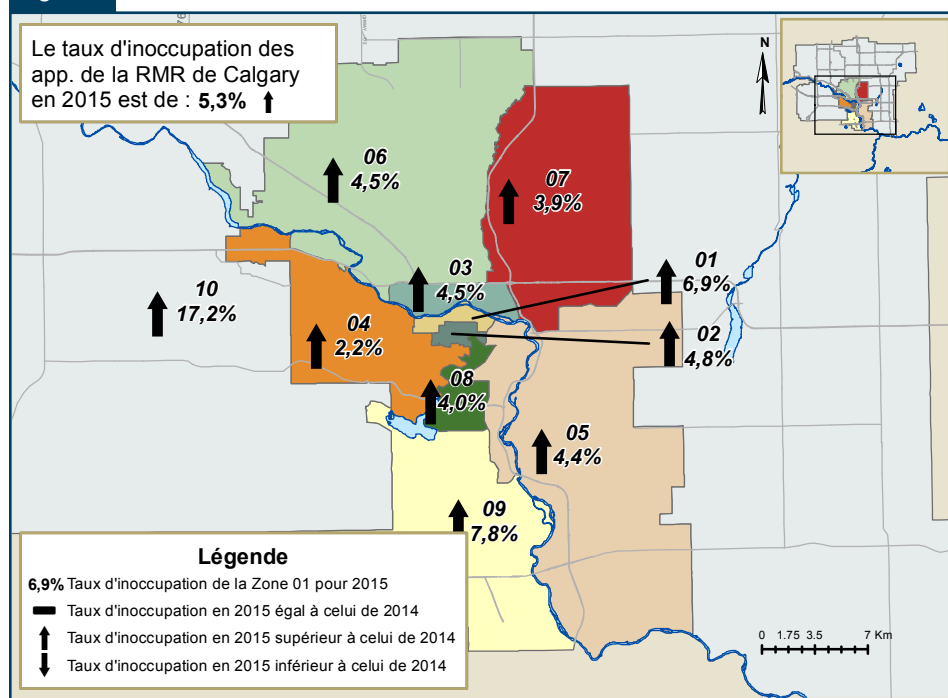 Le taux d'inoccupation des
app. de la RMR de Calgary
en 2015 est de : 5,3%
N
06
4,5%
07
3,9%
03
4,5%
01
6,9%
10
17,2%
04
2,2%
02
4,8%
08
4,0%
05
4,4%
09
7,8%
Légende
6,9% Taux d'inoccupation de la Zone 01 pour 2015
Taux d'inoccupation en 2015 égal à celui de 2014
Taux d'inoccupation en 2015 supérieur à celui de 2014
Taux d'inoccupation en 2015 inférieur à celui de 2014
0 1.75 3.5 7 Km